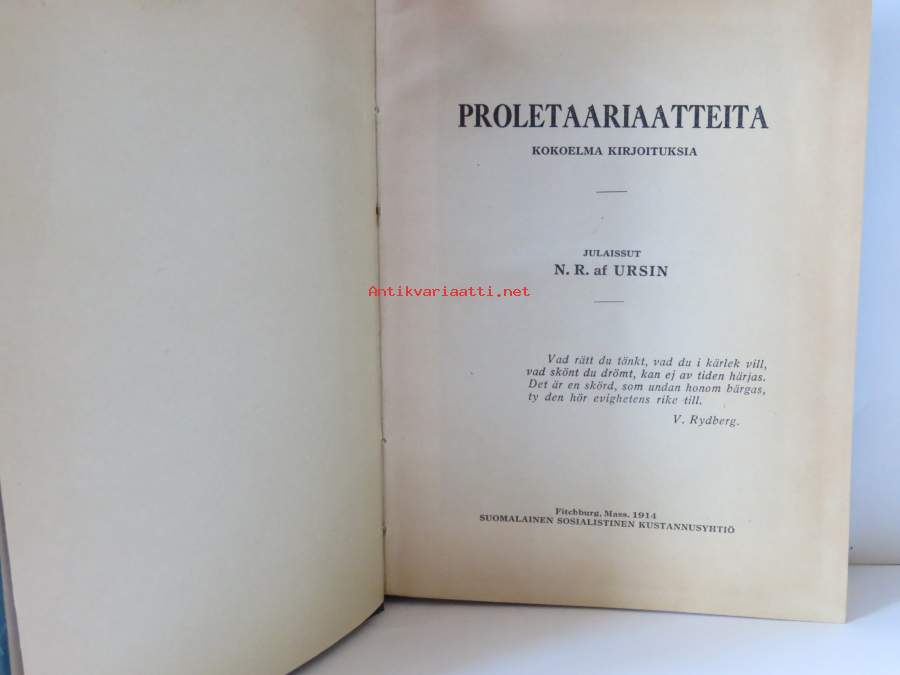 PROLETAARIAATTEITA
KOKOELMA KIRJOITUKSIA
JULAISSUT
N. R. af URSIN
Antikvariaatti.net
Vad rätt du tänkt, vad du i kärlek vill,
vad skönt du drömt, kan ej av tiden härjas.
Det är en skörd, som undan honom bärgas,
ty den hör evighetens rike till.
V. Rydberg.
Fitchburg, Mass. 1914
SUOMALAINEN SOSIALISTINEN KUSTANNUSYHTIÖ